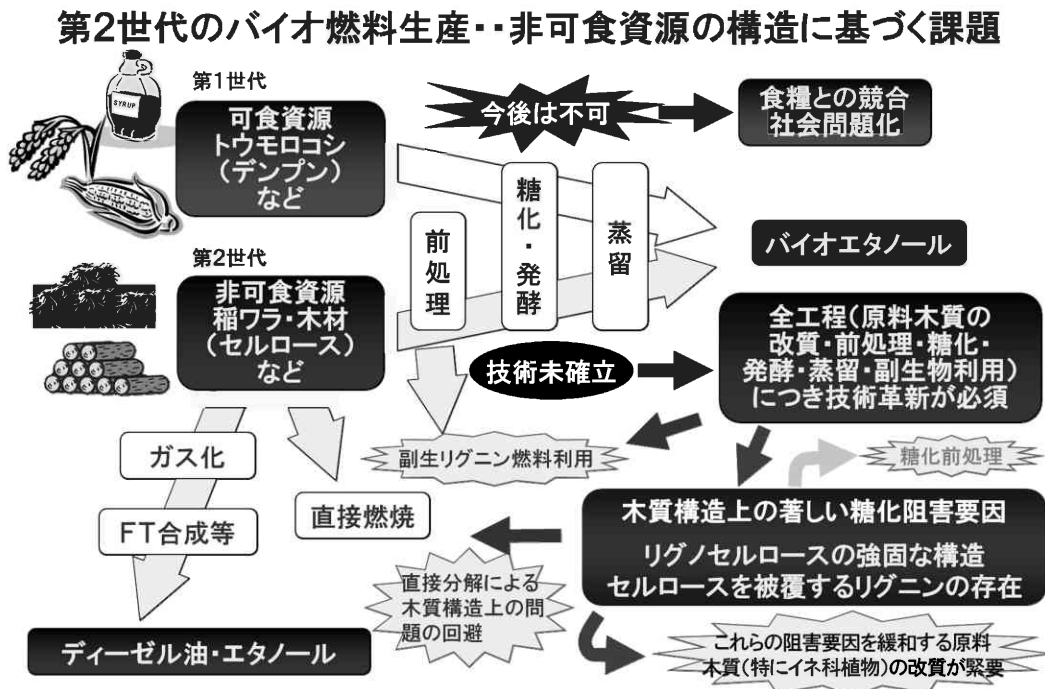 第2世代のバイオ燃料生産‥非可食資源の構造に基づく課題
第1世代
SYRUP
可食資源
トウモロコシ
（デンプン）
など
今後は不可
食糧との競合
社会問題化
前処理
糖化・発酵
蒸留
バイオエタノール
第2世代
非可食資源
稲ワラ・木材
（セルロース）
など
技術未確立
全工程（原料木質の
改質・前処理・糖化・
発酵・蒸留・副生物利用）
につき技術革新が必須
ガス化
副生リグニン燃料利用
糖化前処理
FT合成等
直接燃焼
木質構造上の著しい糖化阻害要因
リグノセルロースの強固な構造
セルロースを被覆するリグニンの存在
直接分解による
木質構造上の問
題の回避
ディーゼル油・エタノール
これらの阻害要因を緩和する原料
木質（特にイネ科植物）の改質が緊要